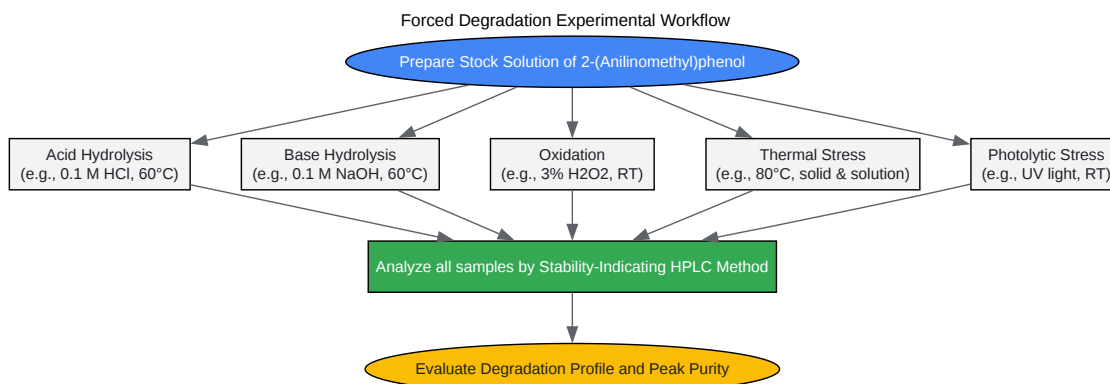 Forced Degradation Experimental Workflow
Prepare Stock Solution of 2-(Anilinomethyl)phenol
Acid Hydrolysis
(e.g., 0.1 M HCl, 60°C)
Base Hydrolysis
(e.g., 0.1 M NaOH, 60°C)
Oxidation
(e.g., 3% H2O2, RT)
Thermal Stress
(e.g., 80°C, solid & solution)
Photolytic Stress
(e.g., UV light, RT)
Analyze all samples by Stability-Indicating HPLC Method
Evaluate Degradation Profile and Peak Purity